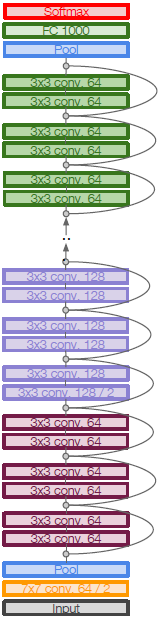 Softmax
FC 1000
Pool
3x3 conv, 64
3x3 conv, 64
3x3 conv, 64
3x3 conv, 64
3x3 conv, 64
3x3 conv, 64
..
3x3 conv, 128
3x3 conv, 128
3x3 conv, 128
3x3 conv, 128
3x3 conv, 128
3x3 conv, 128 / 2
3x3 conv, 64
3x3 conv, 64
3x3 conv, 64
3x3 conv, 64
3x3 conv, 64
3x3 conv, 64
Pool
7x7 conv, 64 / 2
Input